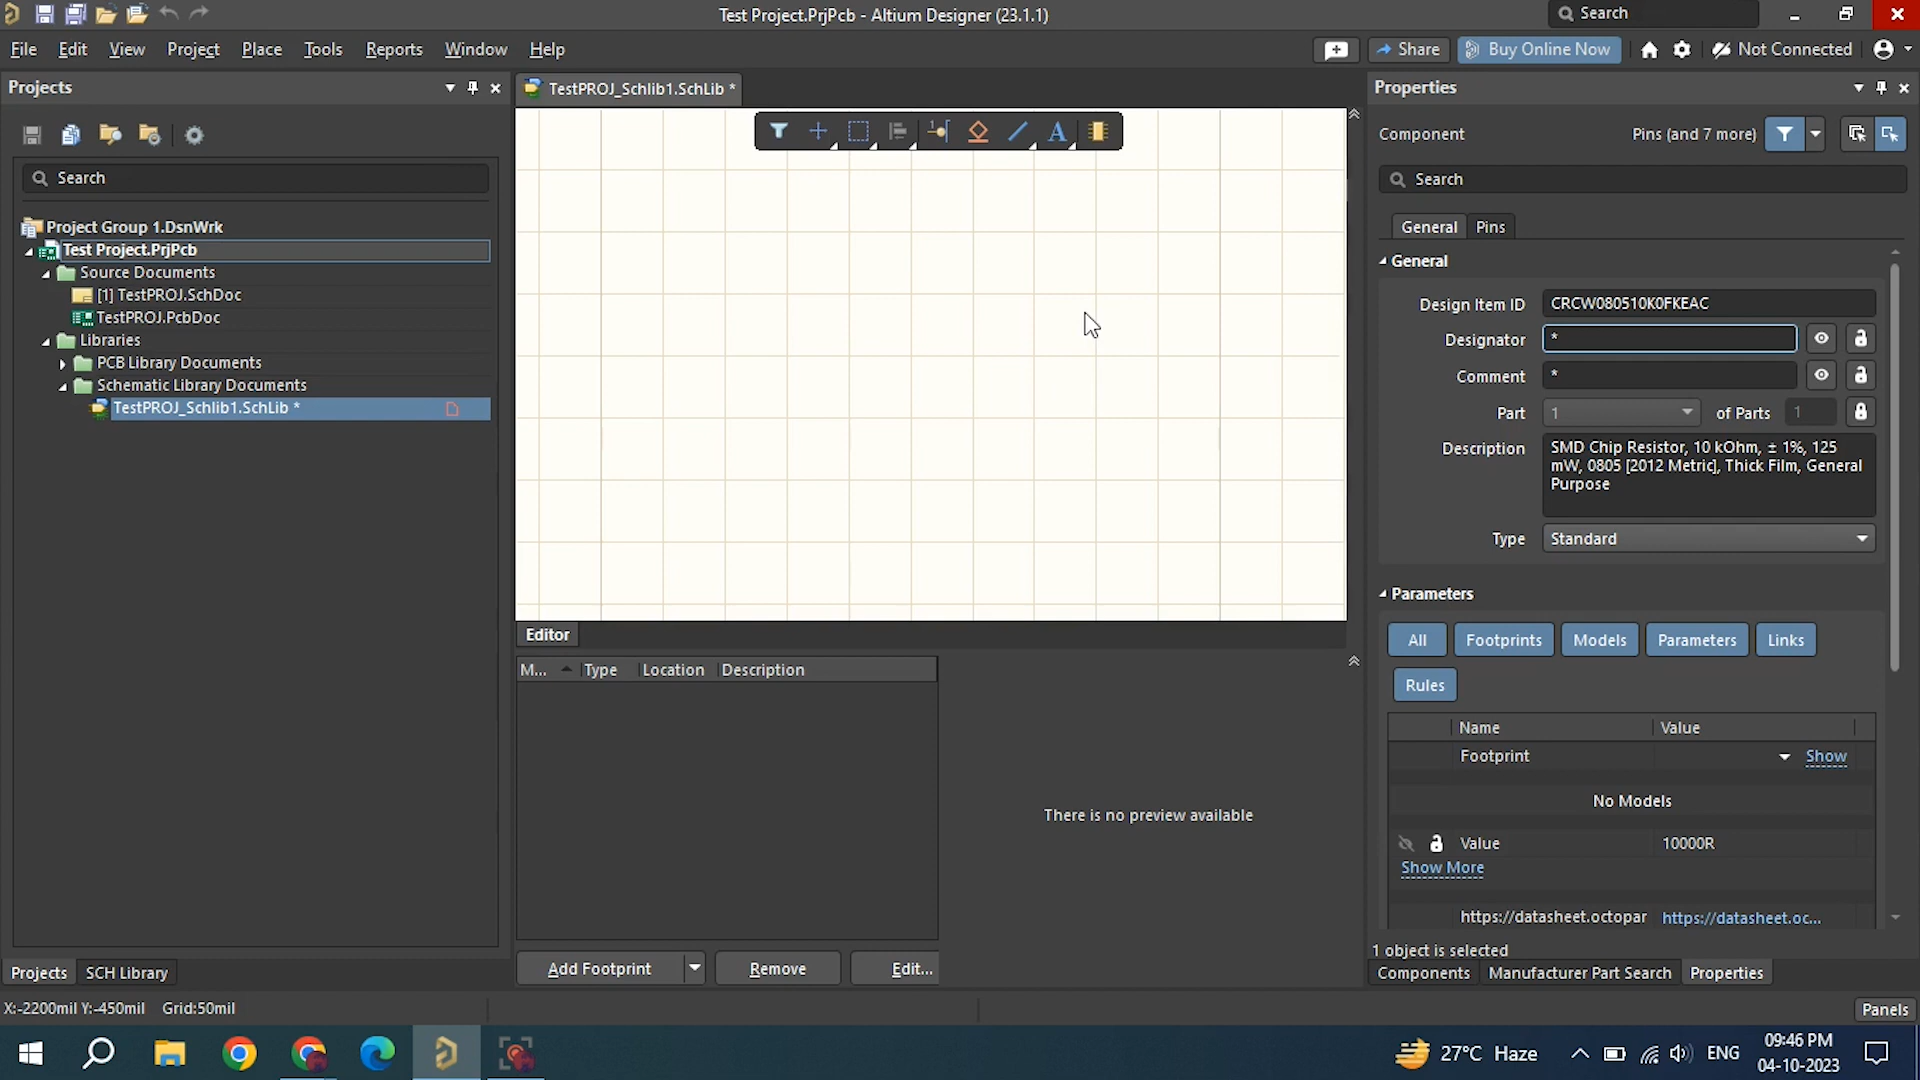 Test Project.PrjPcb - Altium Designer (23.1.1)
Search
File Edit View Project Place Tools Reports Window Help
Share
Buy Online Now
Not Connected
Projects
Search
Project Group 1.DsnWrk
Test Project.PrjPcb
Source Documents
[1] TestPROJ.SchDoc
TestPROJ.PcbDoc
Libraries
PCB Library Documents
Schematic Library Documents
TestPROJ_Schlib1.SchLib *
Projects SCH Library
TestPROJ_Schlib1.SchLib *
A
Editor
M... Type Location Description
There is no preview available
Add Footprint Remove Edit...
Properties
Component Pins (and 7 more)
Search
General Pins
General
Design Item ID CRCW080510K0FKEAC
Designator *
Comment *
Part 1 of Parts 1
Description SMD Chip Resistor, 10 kOhm, ± 1%, 125
mW, 0805 [2012 Metric], Thick Film, General
Purpose
Type Standard
Parameters
All Footprints Models Parameters Links
Rules
Name Value
Footprint Show
No Models
Value 10000R
Show More
https://datasheet.octopar https://datasheet.oc...
1 object is selected
Components Manufacturer Part Search Properties
X:-2200mil Y:-450mil Grid:50mil
Panels
27°C Haze
ENG
09:46 PM
04-10-2023